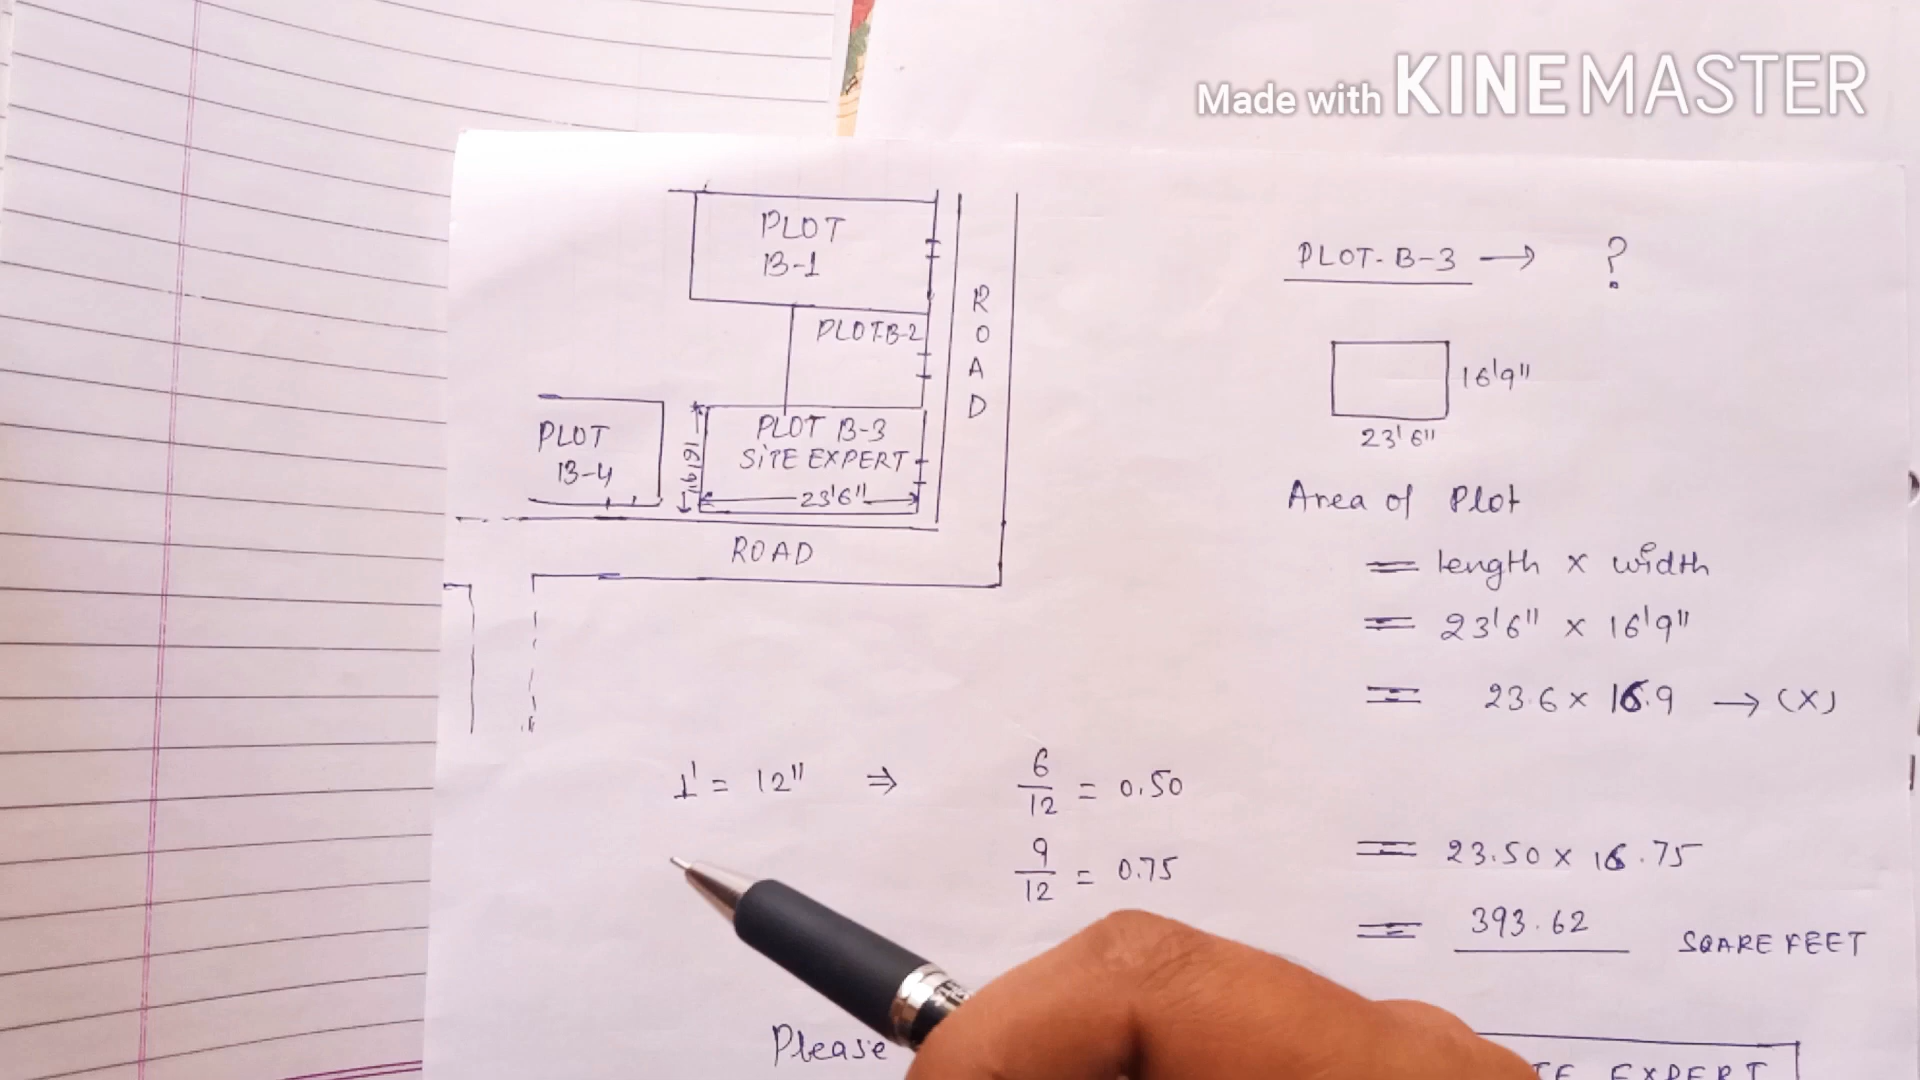 Made with KINEMASTER
PLOT
B-1
PLOT.B-2
PLOT B-3
SITE EXPERT
16'9"
23'6"
PLOT
B-4
ROAD
ROAD
PLOT- B-3 → ?
16'9"
23'6"
Area of Plot
= length × width
= 23'6" × 16'9"
= 23.6 × 16.9 → (X)
1' = 12" ⇒ 6/12 = 0.50
9/12 = 0.75
= 23.50 × 16.75
= 393.62 SQARE FEET
Please
EXPERT